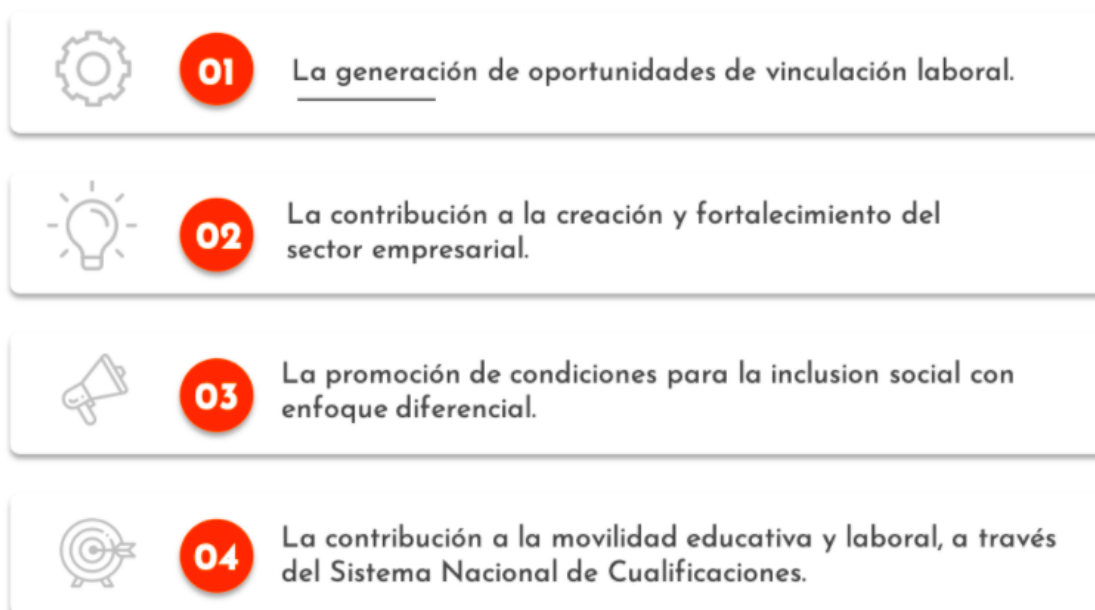 01
La generación de oportunidades de vinculación laboral.
02
La contribución a la creación y fortalecimiento del
sector empresarial.
03
La promoción de condiciones para la inclusion social con
enfoque diferencial.
04
La contribución a la movilidad educativa y laboral, a través
del Sistema Nacional de Cualificaciones.